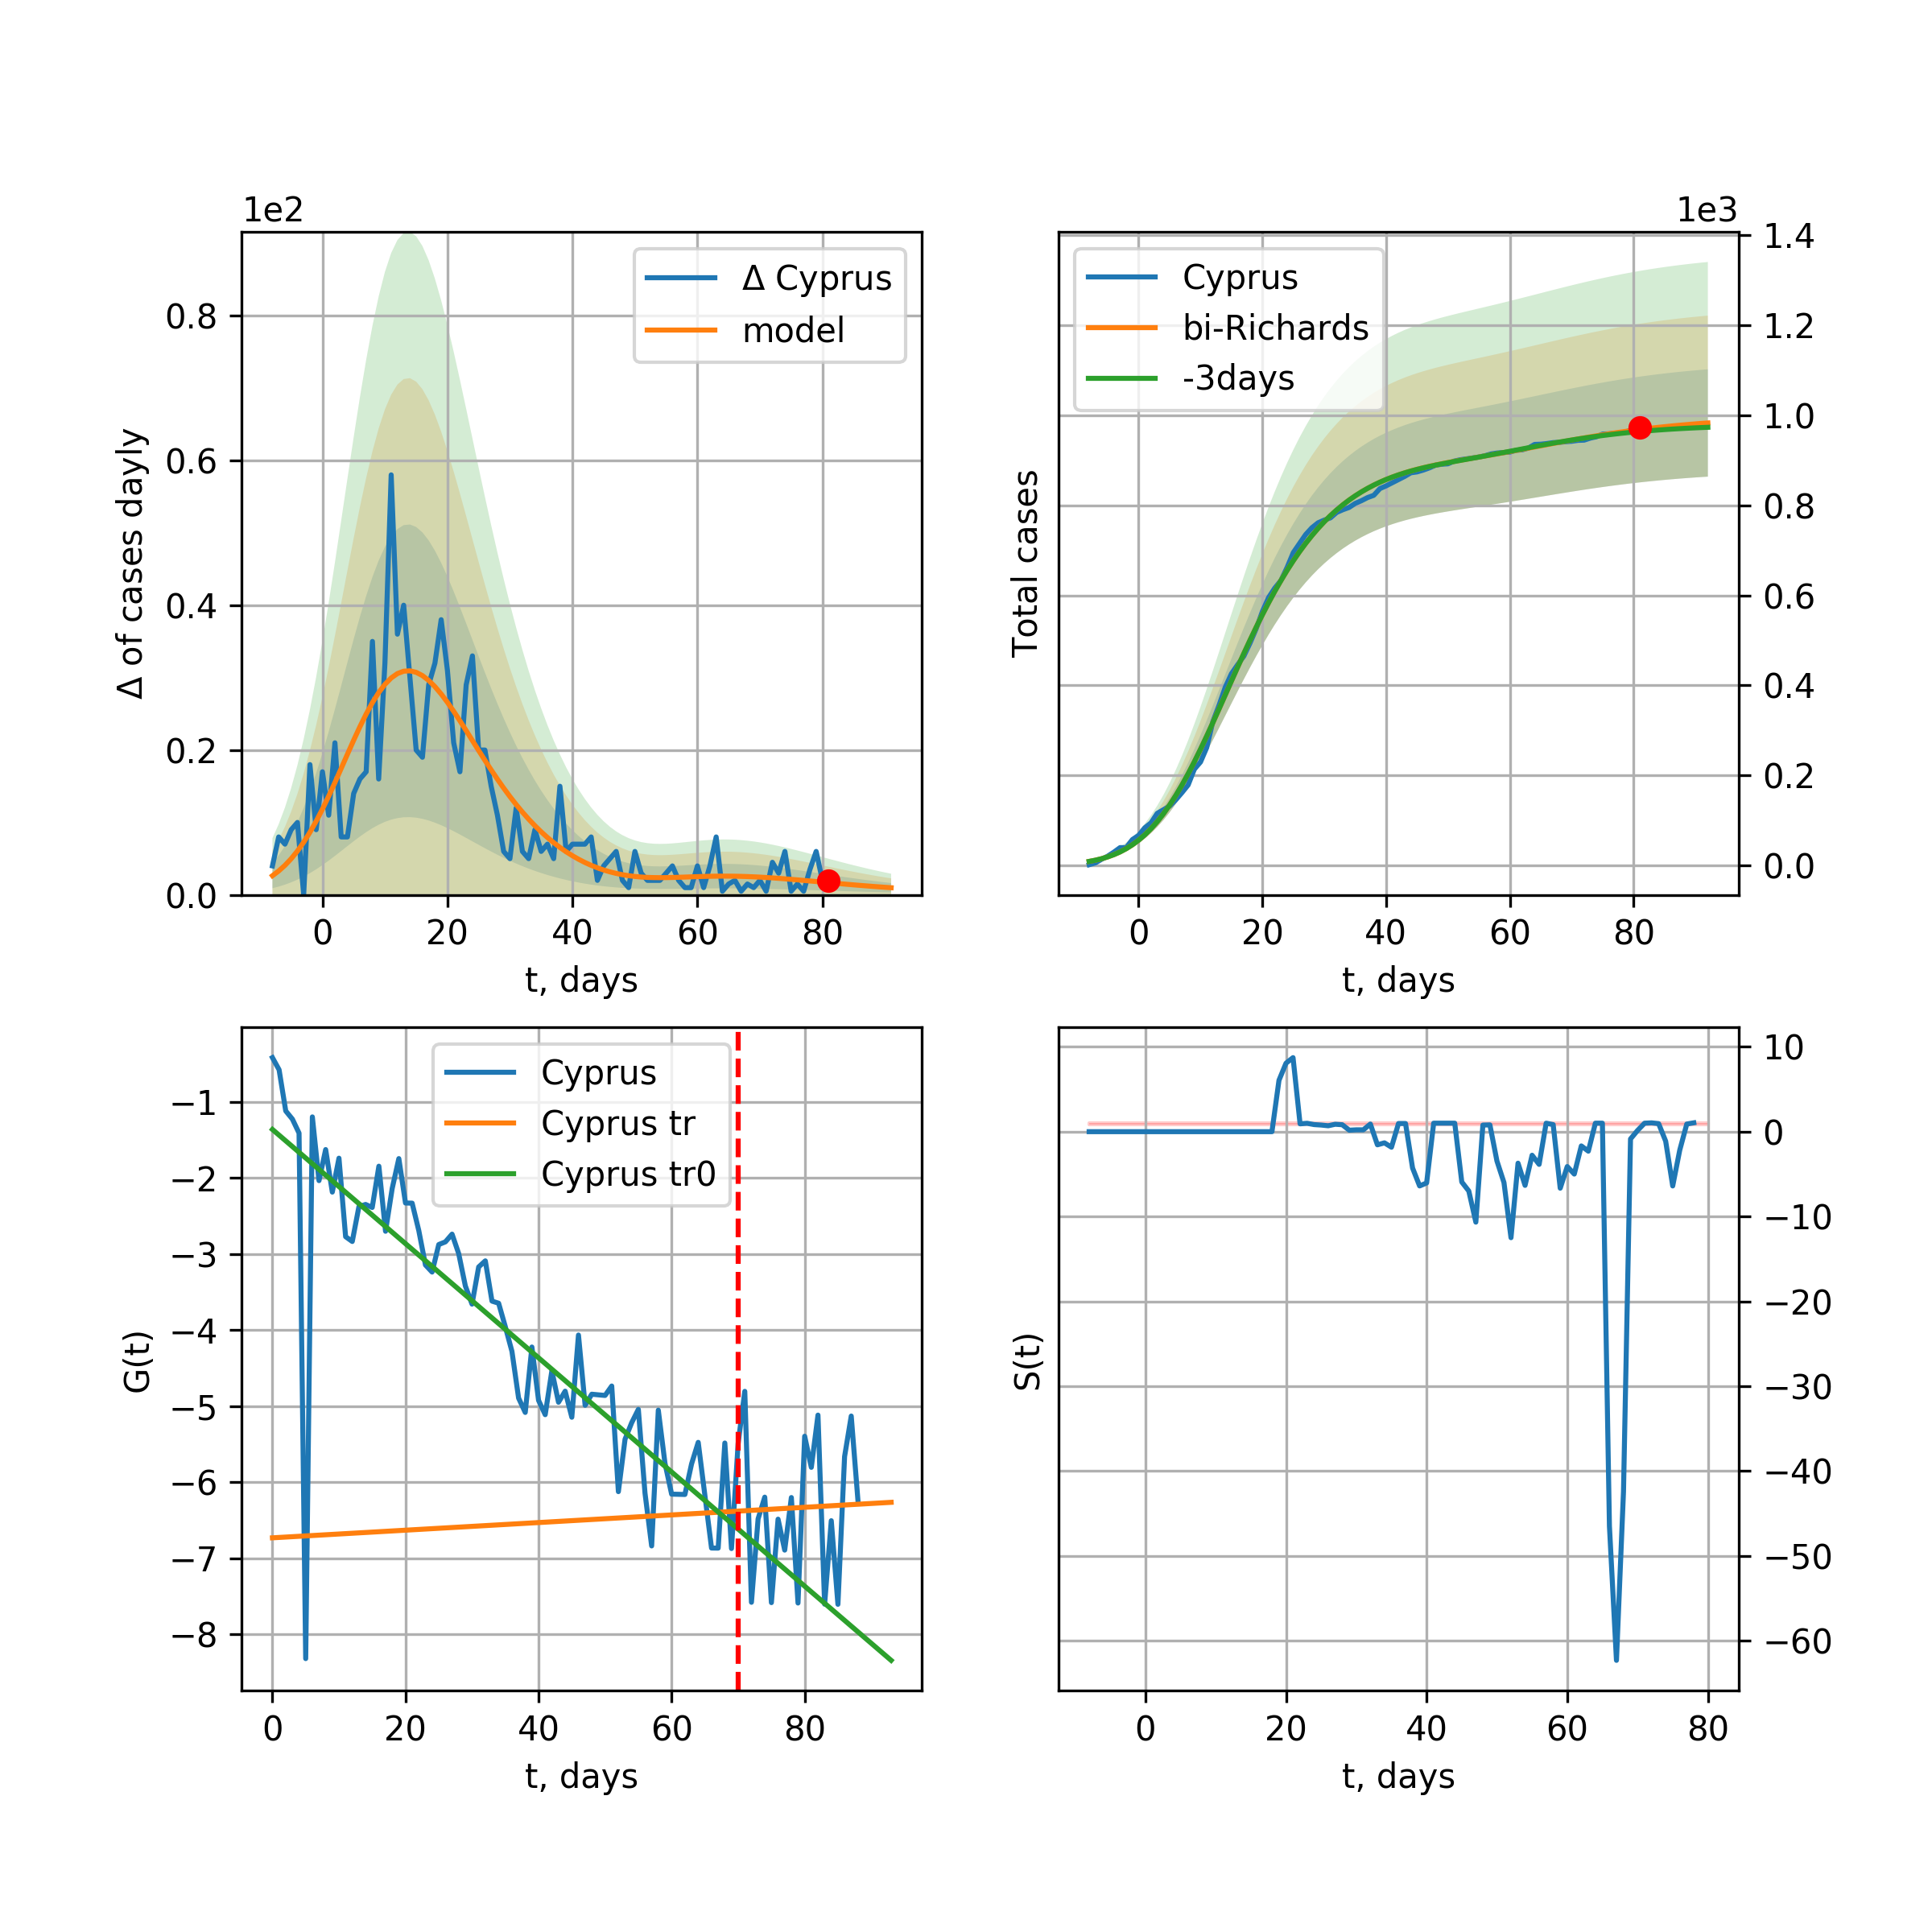 1e2
Δ of cases dayly
0.8
0.6
0.4
0.2
0.0
Δ Cyprus
model
0 20 40 60 80
t, days
1e3
Total cases
Cyprus
bi-Richards
-3days
1.4
1.2
1.0
0.8
0.6
0.4
0.2
0.0
0 20 40 60 80
t, days
G(t)
−1
−2
−3
−4
−5
−6
−7
−8
Cyprus
Cyprus tr
Cyprus tr0
0 20 40 60 80
t, days
S(t)
10
0
−10
−20
−30
−40
−50
−60
0 20 40 60 80
t, days